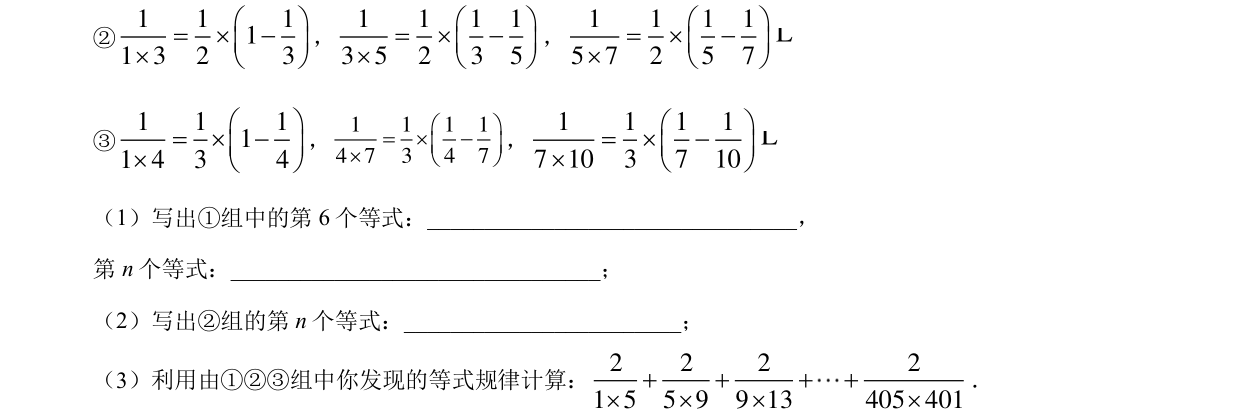 ②1/(1×3)=1/2×(1−1/3)，1/(3×5)=1/2×(1/3−1/5)，1/(5×7)=1/2×(1/5−1/7)L
③1/(1×4)=1/3×(1−1/4)，1/(4×7)=1/3×(1/4−1/7)，1/(7×10)=1/3×(1/7−1/10)L
（1）写出①组中的第 6 个等式：________________________________，
第 n 个等式：________________________________；
（2）写出②组的第 n 个等式：________________________；
（3）利用由①②③组中你发现的等式规律计算：2/(1×5)+2/(5×9)+2/(9×13)+⋯+2/(405×401)．